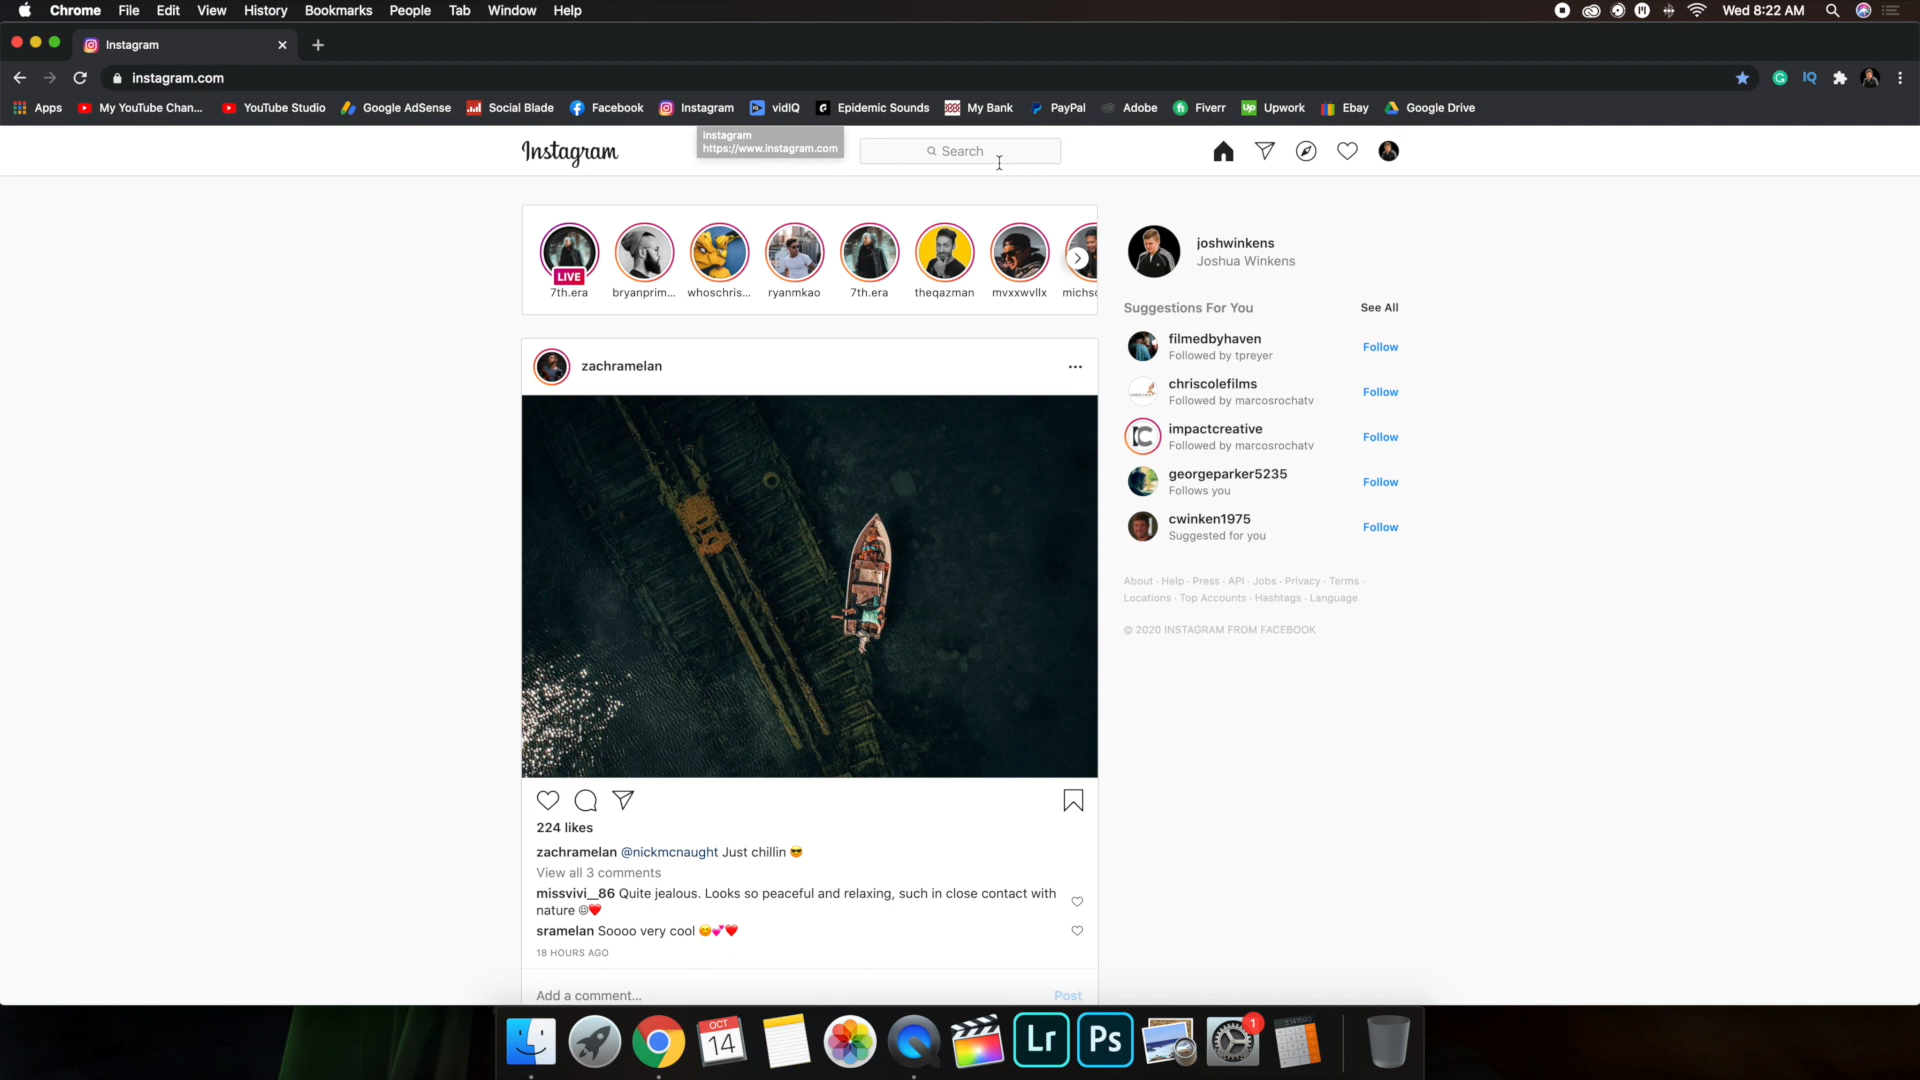 Chrome File Edit View History Bookmarks People Tab Window Help
Wed 8:22 AM
Instagram
instagram.com
IQ
Apps My YouTube Chan... YouTube Studio Google AdSense Social Blade Facebook Instagram vidIQ Epidemic Sounds My Bank PayPal Adobe Fiverr Upwork Ebay Google Drive
Instagram
https://www.instagram.com
Instagram
Search
LIVE
7th.era bryanprim... whoschris... ryanmkao 7th.era theqazman mvxxwvllx michsc
joshwinkens
Joshua Winkens
Suggestions For You See All
filmedbyhaven
Followed by tpreyer
Follow
chriscolefilms
Followed by marcosrochatv
Follow
impactcreative
Followed by marcosrochatv
Follow
georgeparker5235
Follows you
Follow
cwinken1975
Suggested for you
Follow
About · Help · Press · API · Jobs · Privacy · Terms ·
Locations · Top Accounts · Hashtags · Language
© 2020 INSTAGRAM FROM FACEBOOK
zachramelan
224 likes
zachramelan @nickmcnaught Just chillin 😎
View all 3 comments
missvivi__86 Quite jealous. Looks so peaceful and relaxing, such in close contact with
nature ☺❤️
sramelan Soooo very cool 😊💕❤️
18 HOURS AGO
Add a comment... Post
OCT
14
Lr
Ps
1